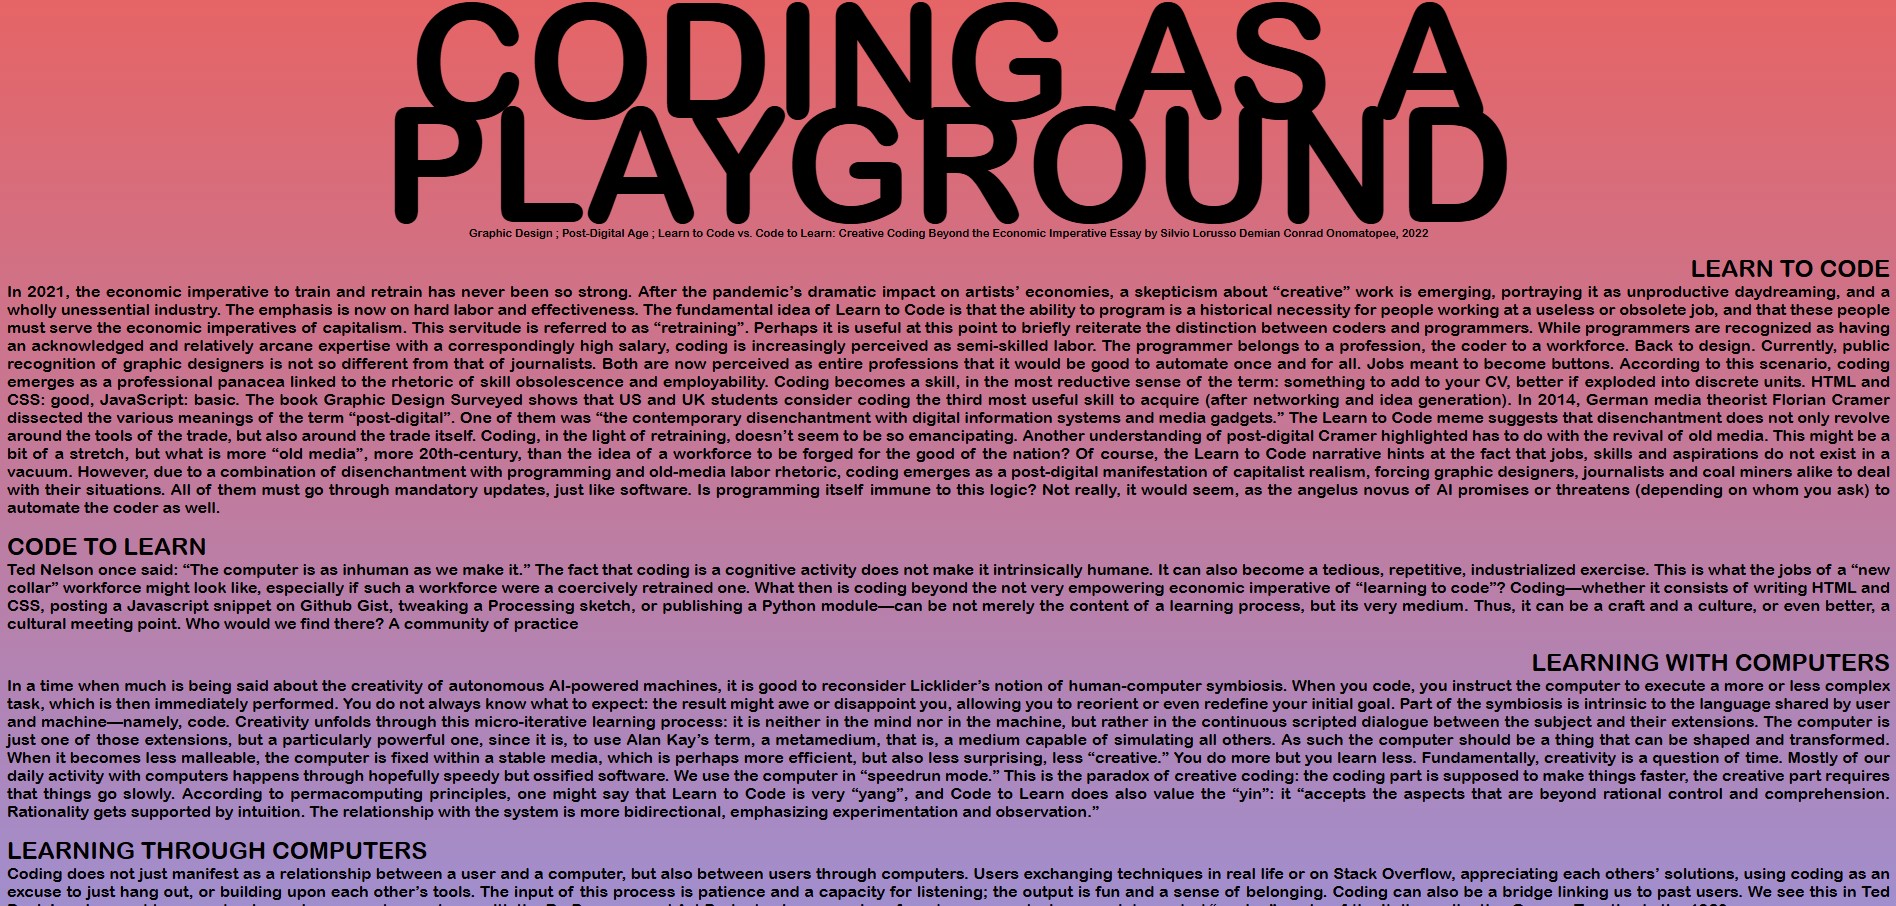 CODING AS A
PLAYGROUND
Graphic Design ; Post-Digital Age ; Learn to Code vs. Code to Learn: Creative Coding Beyond the Economic Imperative Essay by Silvio Lorusso Demian Conrad Onomatopee, 2022
LEARN TO CODE
In 2021, the economic imperative to train and retrain has never been so strong. After the pandemic’s dramatic impact on artists’ economies, a skepticism about “creative” work is emerging, portraying it as unproductive daydreaming, and a
wholly unessential industry. The emphasis is now on hard labor and effectiveness. The fundamental idea of Learn to Code is that the ability to program is a historical necessity for people working at a useless or obsolete job, and that these people
must serve the economic imperatives of capitalism. This servitude is referred to as “retraining”. Perhaps it is useful at this point to briefly reiterate the distinction between coders and programmers. While programmers are recognized as having
an acknowledged and relatively arcane expertise with a correspondingly high salary, coding is increasingly perceived as semi-skilled labor. The programmer belongs to a profession, the coder to a workforce. Back to design. Currently, public
recognition of graphic designers is not so different from that of journalists. Both are now perceived as entire professions that it would be good to automate once and for all. Jobs meant to become buttons. According to this scenario, coding
emerges as a professional panacea linked to the rhetoric of skill obsolescence and employability. Coding becomes a skill, in the most reductive sense of the term: something to add to your CV, better if exploded into discrete units. HTML and
CSS: good, JavaScript: basic. The book Graphic Design Surveyed shows that US and UK students consider coding the third most useful skill to acquire (after networking and idea generation). In 2014, German media theorist Florian Cramer
dissected the various meanings of the term “post-digital”. One of them was “the contemporary disenchantment with digital information systems and media gadgets.” The Learn to Code meme suggests that disenchantment does not only revolve
around the tools of the trade, but also around the trade itself. Coding, in the light of retraining, doesn’t seem to be so emancipating. Another understanding of post-digital Cramer highlighted has to do with the revival of old media. This might be a
bit of a stretch, but what is more “old media”, more 20th-century, than the idea of a workforce to be forged for the good of the nation? Of course, the Learn to Code narrative hints at the fact that jobs, skills and aspirations do not exist in a
vacuum. However, due to a combination of disenchantment with programming and old-media labor rhetoric, coding emerges as a post-digital manifestation of capitalist realism, forcing graphic designers, journalists and coal miners alike to deal
with their situations. All of them must go through mandatory updates, just like software. Is programming itself immune to this logic? Not really, it would seem, as the angelus novus of AI promises or threatens (depending on whom you ask) to
automate the coder as well.
CODE TO LEARN
Ted Nelson once said: “The computer is as inhuman as we make it.” The fact that coding is a cognitive activity does not make it intrinsically humane. It can also become a tedious, repetitive, industrialized exercise. This is what the jobs of a “new
collar” workforce might look like, especially if such a workforce were a coercively retrained one. What then is coding beyond the not very empowering economic imperative of “learning to code”? Coding—whether it consists of writing HTML and
CSS, posting a Javascript snippet on Github Gist, tweaking a Processing sketch, or publishing a Python module—can be not merely the content of a learning process, but its very medium. Thus, it can be a craft and a culture, or even better, a
cultural meeting point. Who would we find there? A community of practice
LEARNING WITH COMPUTERS
In a time when much is being said about the creativity of autonomous AI-powered machines, it is good to reconsider Licklider’s notion of human-computer symbiosis. When you code, you instruct the computer to execute a more or less complex
task, which is then immediately performed. You do not always know what to expect: the result might awe or disappoint you, allowing you to reorient or even redefine your initial goal. Part of the symbiosis is intrinsic to the language shared by user
and machine—namely, code. Creativity unfolds through this micro-iterative learning process: it is neither in the mind nor in the machine, but rather in the continuous scripted dialogue between the subject and their extensions. The computer is
just one of those extensions, but a particularly powerful one, since it is, to use Alan Kay’s term, a metamedium, that is, a medium capable of simulating all others. As such the computer should be a thing that can be shaped and transformed.
When it becomes less malleable, the computer is fixed within a stable media, which is perhaps more efficient, but also less surprising, less “creative.” You do more but you learn less. Fundamentally, creativity is a question of time. Mostly of our
daily activity with computers happens through hopefully speedy but ossified software. We use the computer in “speedrun mode.” This is the paradox of creative coding: the coding part is supposed to make things faster, the creative part requires
that things go slowly. According to permacomputing principles, one might say that Learn to Code is very “yang”, and Code to Learn does also value the “yin”: it “accepts the aspects that are beyond rational control and comprehension.
Rationality gets supported by intuition. The relationship with the system is more bidirectional, emphasizing experimentation and observation.”
LEARNING THROUGH COMPUTERS
Coding does not just manifest as a relationship between a user and a computer, but also between users through computers. Users exchanging techniques in real life or on Stack Overflow, appreciating each others’ solutions, using coding as an
excuse to just hang out, or building upon each other’s tools. The input of this process is patience and a capacity for listening; the output is fun and a sense of belonging. Coding can also be a bridge linking us to past users. We see this in Ted